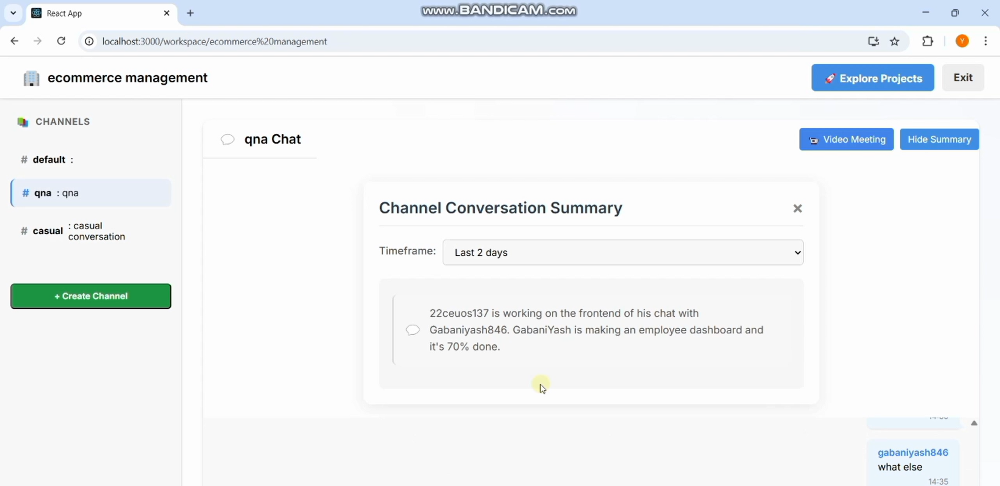 React App
www.BANDICAM.com
localhost:3000/workspace/ecommerce%20management
Y
ecommerce management
Explore Projects
Exit
CHANNELS
# default :
# qna : qna
# casual : casual
conversation
+ Create Channel
qna Chat
Video Meeting
Hide Summary
Channel Conversation Summary
Timeframe:
Last 2 days
22ceuos137 is working on the frontend of his chat with
Gabaniyash846. GabaniYash is making an employee dashboard and
it's 70% done.
gabaniyash846
what else
14:35